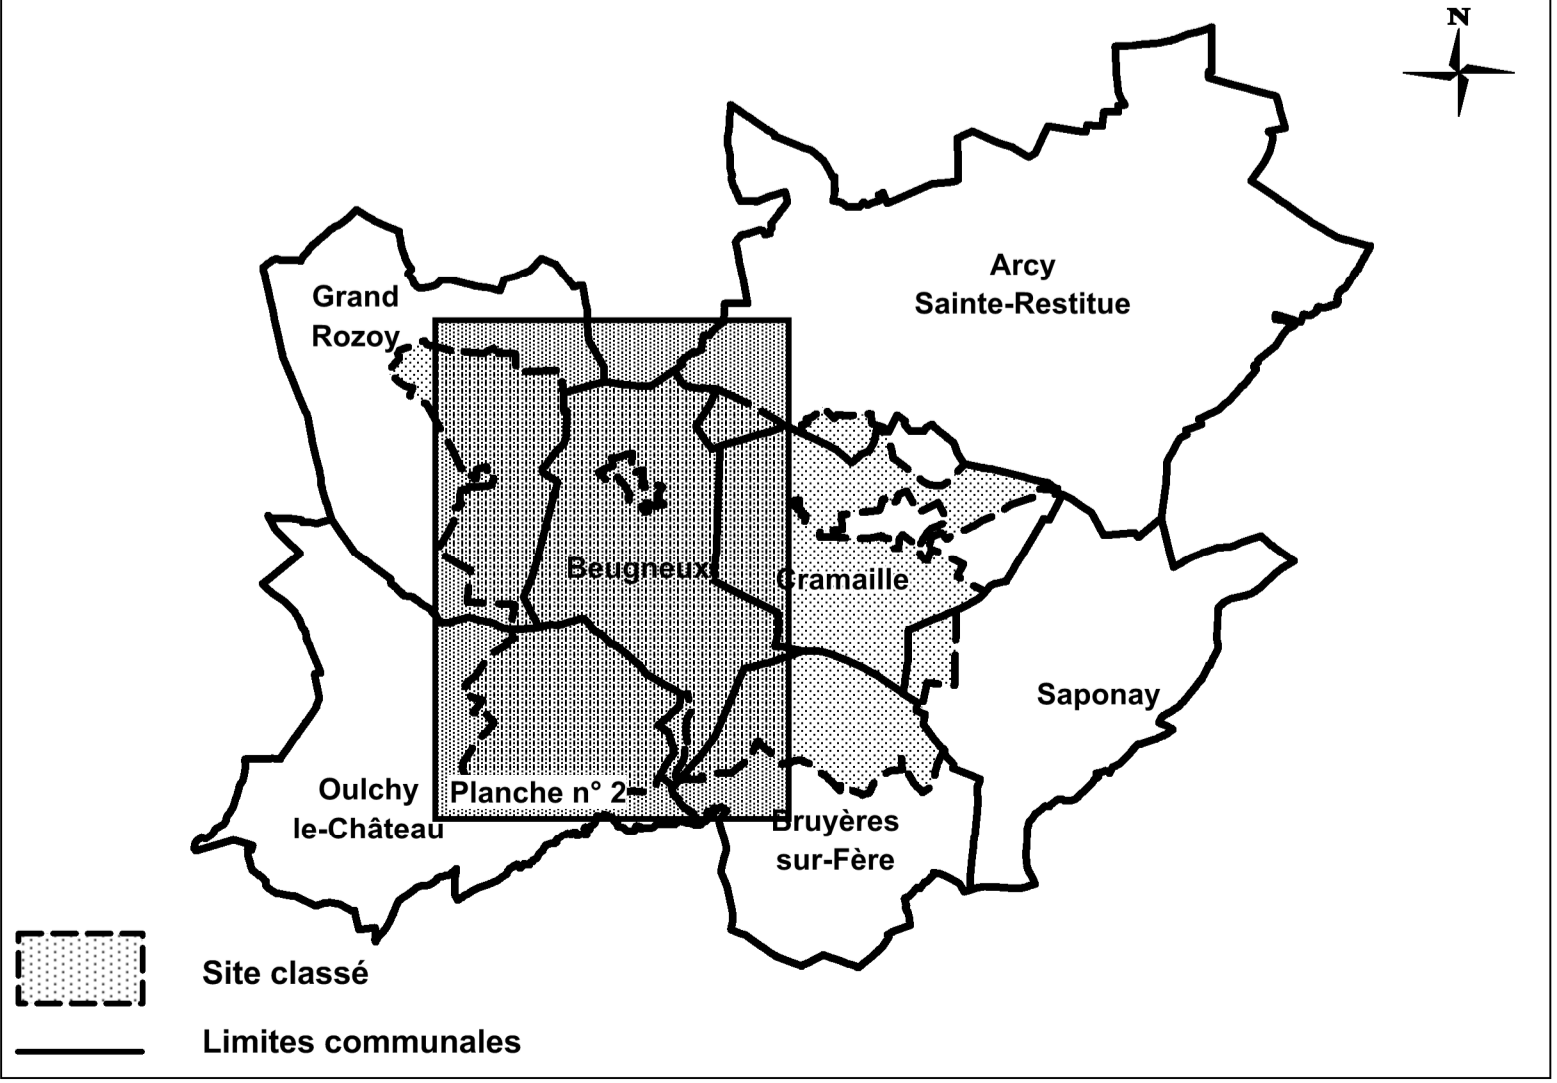 N
Arcy
Sainte-Restitue
Grand
Rozoy
Beugneux
Cramaille
Saponay
Oulchy
le-Château
Planche n° 2
Bruyères
sur-Fère
Site classé
Limites communales